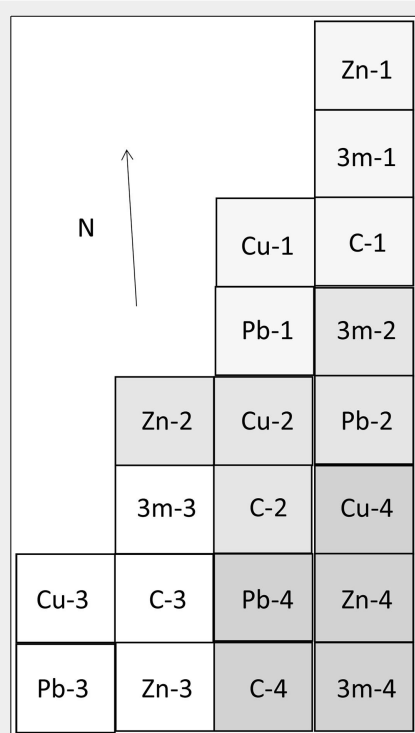 Zn-1
3m-1
N
Cu-1 C-1
Pb-1 3m-2
Zn-2 Cu-2 Pb-2
3m-3 C-2 Cu-4
Cu-3 C-3 Pb-4 Zn-4
Pb-3 Zn-3 C-4 3m-4